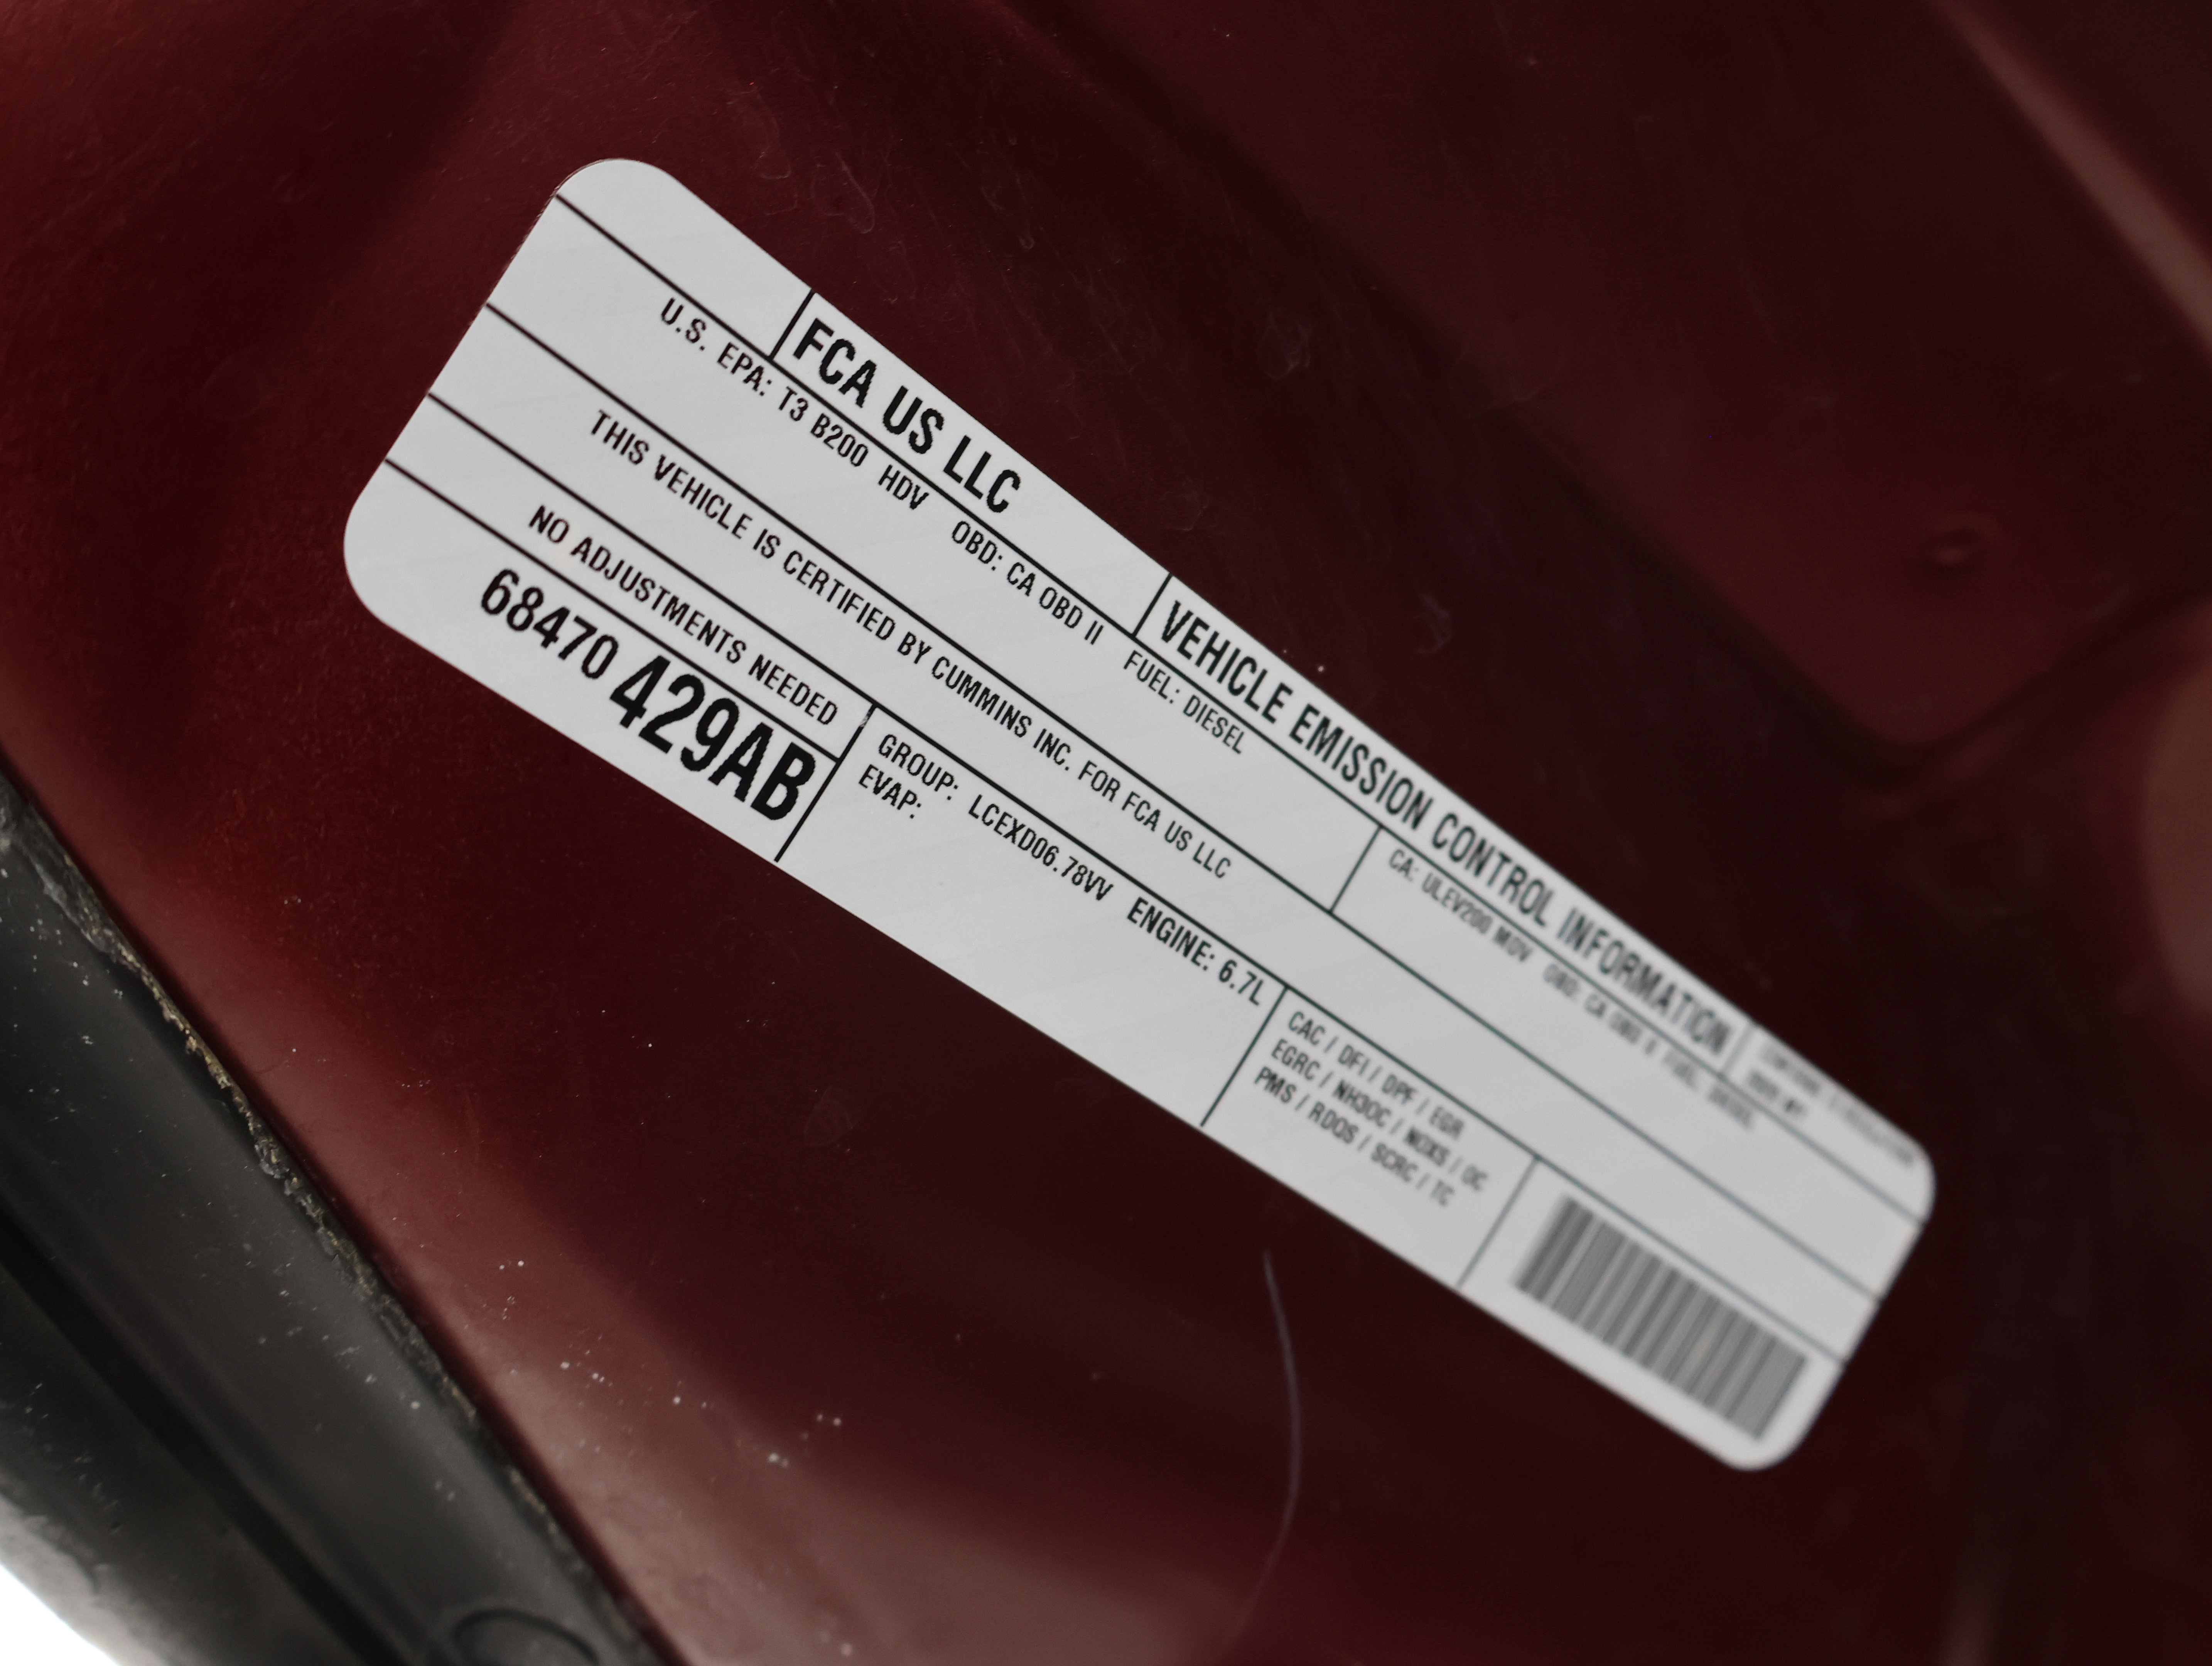 FCA US LLC
VEHICLE EMISSION CONTROL INFORMATION
U.S. EPA: T3 B200 HDV OBD: CA OBD II FUEL: DIESEL
CA: ULEV200 MDV OBD: CA OBD II FUEL: DIESEL
THIS VEHICLE IS CERTIFIED BY CUMMINS INC. FOR FCA US LLC
NO ADJUSTMENTS NEEDED
68470 429AB
GROUP: LCEXD06.78VV ENGINE: 6.7L
EVAP:
CAC / DFI / DPF / EGR
EGRC / NH3OC / NOXS / OC
PMS / RDQS / SCRC / TC